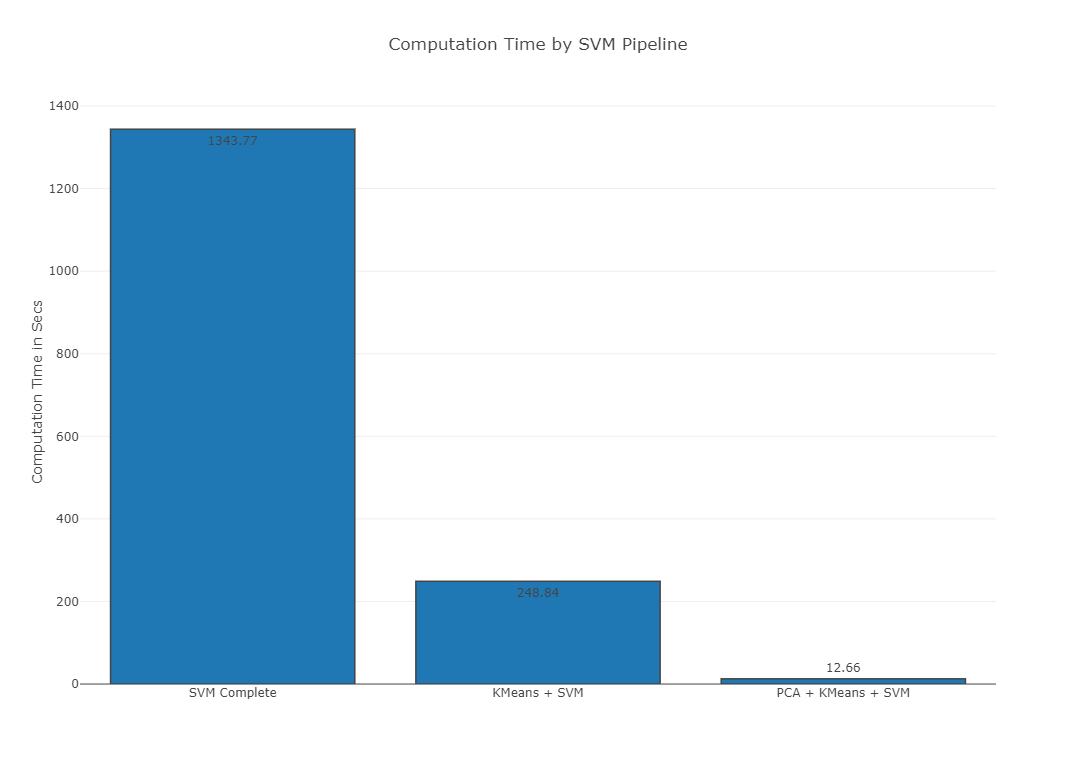 Computation Time by SVM Pipeline
Computation Time in Secs
1400
1200
1000
800
600
400
200
0
1343.77
248.84
12.66
SVM Complete
KMeans + SVM
PCA + KMeans + SVM